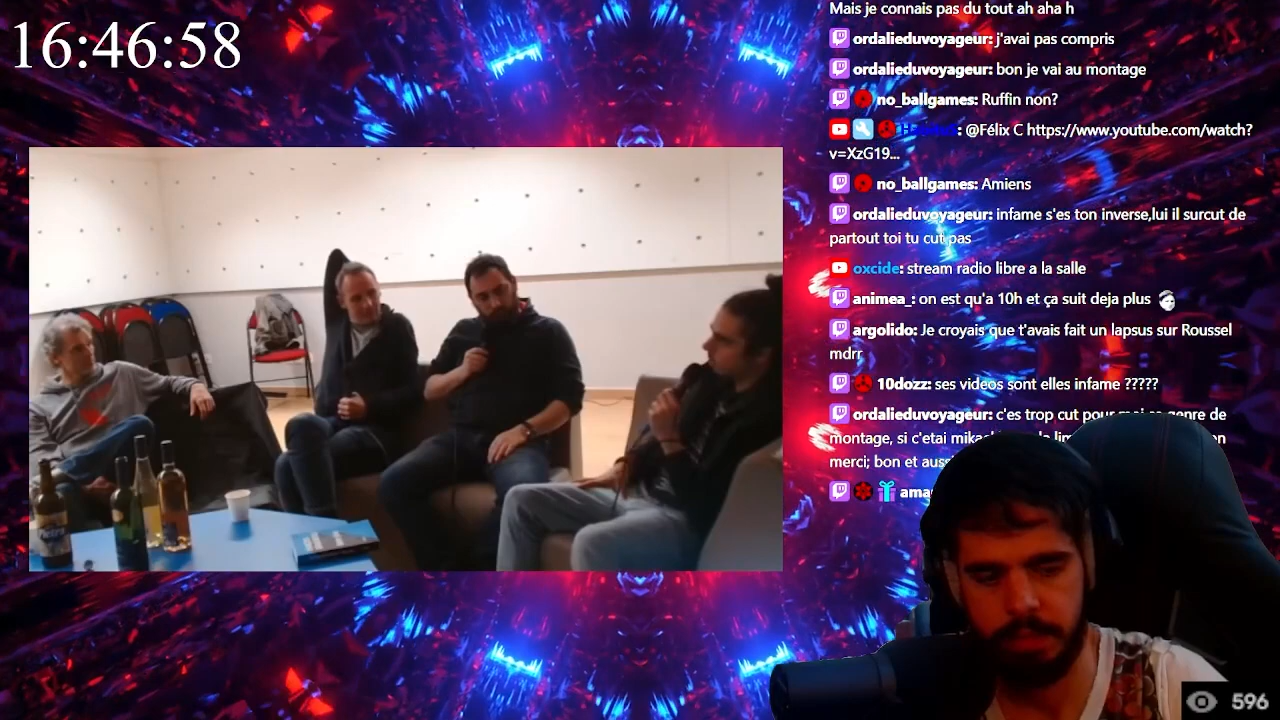 16:46:58
Mais je connais pas du tout ah aha h
ordalieduvoyageur: j'avai pas compris
ordalieduvoyageur: bon je vai au montage
no_ballgames: Ruffin non?
: @Félix C https://www.youtube.com/watch?
v=XzG19...
no_ballgames: Amiens
ordalieduvoyageur: infame s'es ton inverse,lui il surcut de
partout toi tu cut pas
oxcide: stream radio libre a la salle
animea_: on est qu'a 10h et ça suit deja plus
argolido: Je croyais que t'avais fait un lapsus sur Roussel
mdrr
10dozz: ses videos sont elles infame ?????
ordalieduvoyageur: c'es trop cut pour genre de
montage, si c'etai
merci; bon et
596